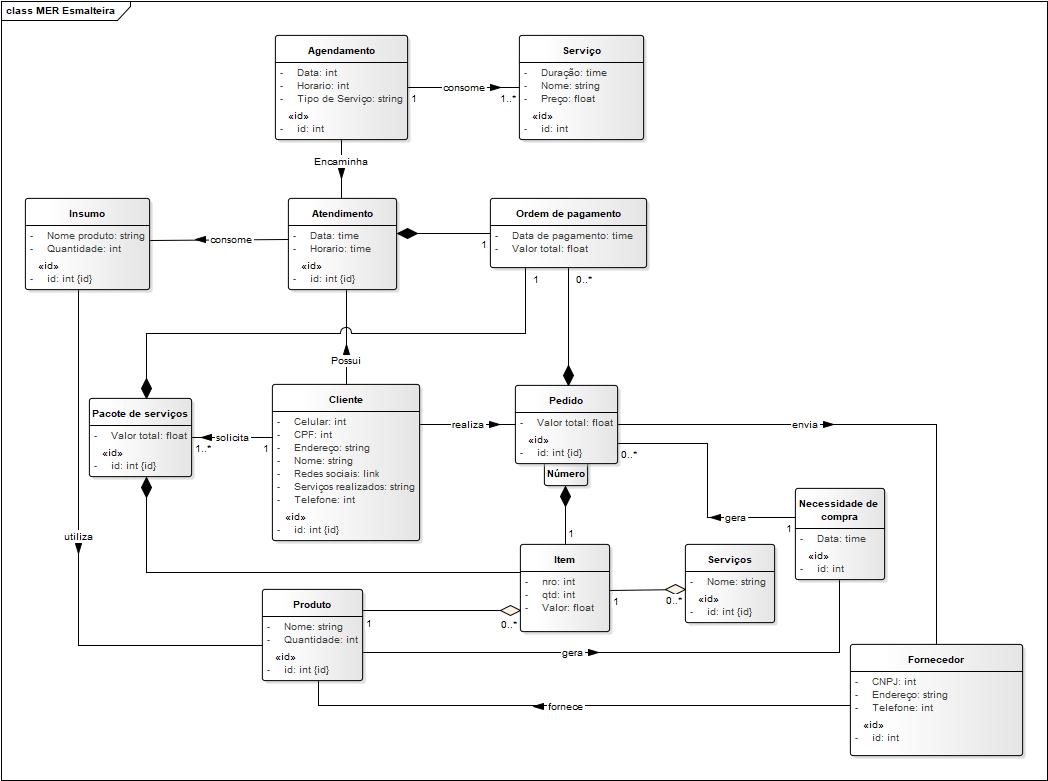 class MER Esmalteira
Agendamento
- Data: int
- Horario: int
- Tipo de Serviço: string
«id»
- id: int
consome
1
1..*
Serviço
- Duração: time
- Nome: string
- Preço: float
«id»
- id: int
Encaminha
Insumo
- Nome produto: string
- Quantidade: int
«id»
- id: int {id}
consome
Atendimento
- Data: time
- Horario: time
«id»
- id: int {id}
1
Ordem de pagamento
- Data de pagamento: time
- Valor total: float
1
0..*
Possui
Pacote de serviços
- Valor total: float
«id»
- id: int {id}
solicita
1..*
1
Cliente
- Celular: int
- CPF: int
- Endereço: string
- Nome: string
- Redes sociais: link
- Serviços realizados: string
- Telefone: int
«id»
- id: int {id}
realiza
Pedido
- Valor total: float
«id»
- id: int {id}
Número
envia
0..*
gera
1
Necessidade de
compra
- Data: time
«id»
- id: int
utiliza
1
Item
- nro: int
- qtd: int
- Valor: float
1
0..*
Serviços
- Nome: string
«id»
- id: int {id}
Produto
- Nome: string
- Quantidade: int
«id»
- id: int {id}
1
0..*
gera
Fornecedor
- CNPJ: int
- Endereço: string
- Telefone: int
«id»
- id: int
fornece